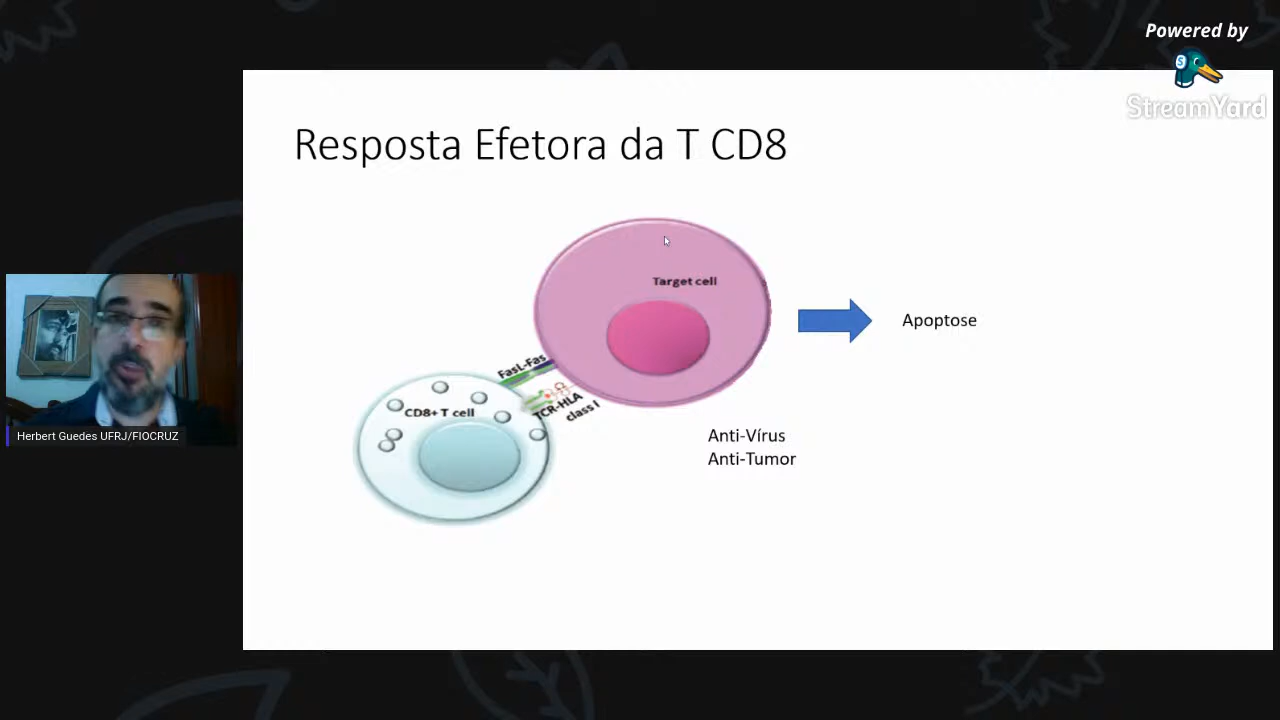 Powered by
StreamYard
Resposta Efetora da T CD8
Target cell
Apoptose
FasL-Fas
TCR-HLA
class I
CD8+ T cell
Anti-Vírus
Anti-Tumor
Herbert Guedes UFRJ/FIOCRUZ